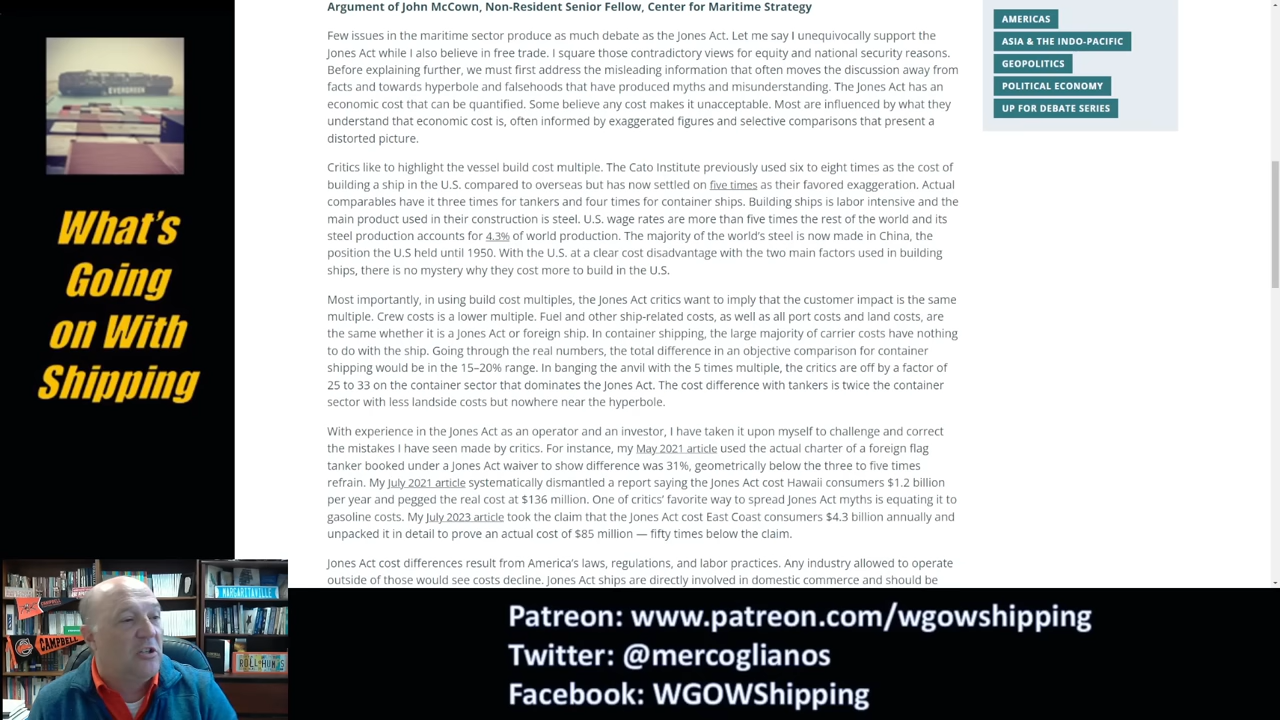 Argument of John McCown, Non-Resident Senior Fellow, Center for Maritime Strategy
Few issues in the maritime sector produce as much debate as the Jones Act. Let me say I unequivocally support the
Jones Act while I also believe in free trade. I square those contradictory views for equity and national security reasons.
Before explaining further, we must first address the misleading information that often moves the discussion away from
facts and towards hyperbole and falsehoods that have produced myths and misunderstanding. The Jones Act has an
economic cost that can be quantified. Some believe any cost makes it unacceptable. Most are influenced by what they
understand that economic cost is, often informed by exaggerated figures and selective comparisons that present a
distorted picture.
Critics like to highlight the vessel build cost multiple. The Cato Institute previously used six to eight times as the cost of
building a ship in the U.S. compared to overseas but has now settled on five times as their favored exaggeration. Actual
comparables have it three times for tankers and four times for container ships. Building ships is labor intensive and the
main product used in their construction is steel. U.S. wage rates are more than five times the rest of the world and its
steel production accounts for 4.3% of world production. The majority of the world's steel is now made in China, the
position the U.S held until 1950. With the U.S. at a clear cost disadvantage with the two main factors used in building
ships, there is no mystery why they cost more to build in the U.S.
Most importantly, in using build cost multiples, the Jones Act critics want to imply that the customer impact is the same
multiple. Crew costs is a lower multiple. Fuel and other ship-related costs, as well as all port costs and land costs, are
the same whether it is a Jones Act or foreign ship. In container shipping, the large majority of carrier costs have nothing
to do with the ship. Going through the real numbers, the total difference in an objective comparison for container
shipping would be in the 15–20% range. In banging the anvil with the 5 times multiple, the critics are off by a factor of
25 to 33 on the container sector that dominates the Jones Act. The cost difference with tankers is twice the container
sector with less landside costs but nowhere near the hyperbole.
With experience in the Jones Act as an operator and an investor, I have taken it upon myself to challenge and correct
the mistakes I have seen made by critics. For instance, my May 2021 article used the actual charter of a foreign flag
tanker booked under a Jones Act waiver to show difference was 31%, geometrically below the three to five times
refrain. My July 2021 article systematically dismantled a report saying the Jones Act cost Hawaii consumers $1.2 billion
per year and pegged the real cost at $136 million. One of critics' favorite way to spread Jones Act myths is equating it to
gasoline costs. My July 2023 article took the claim that the Jones Act cost East Coast consumers $4.3 billion annually and
unpacked it in detail to prove an actual cost of $85 million — fifty times below the claim.
Jones Act cost differences result from America's laws, regulations, and labor practices. Any industry allowed to operate
outside of those would see costs decline. Jones Act ships are directly involved in domestic commerce and should be
AMERICAS
ASIA & THE INDO-PACIFIC
GEOPOLITICS
POLITICAL ECONOMY
UP FOR DEBATE SERIES
EVERGREEN
What's
Going
on With
Shipping
MARGARITAVILLE
CAMPBELL
Patreon: www.patreon.com/wgowshipping
Twitter: @mercoglianos
Facebook: WGOWShipping